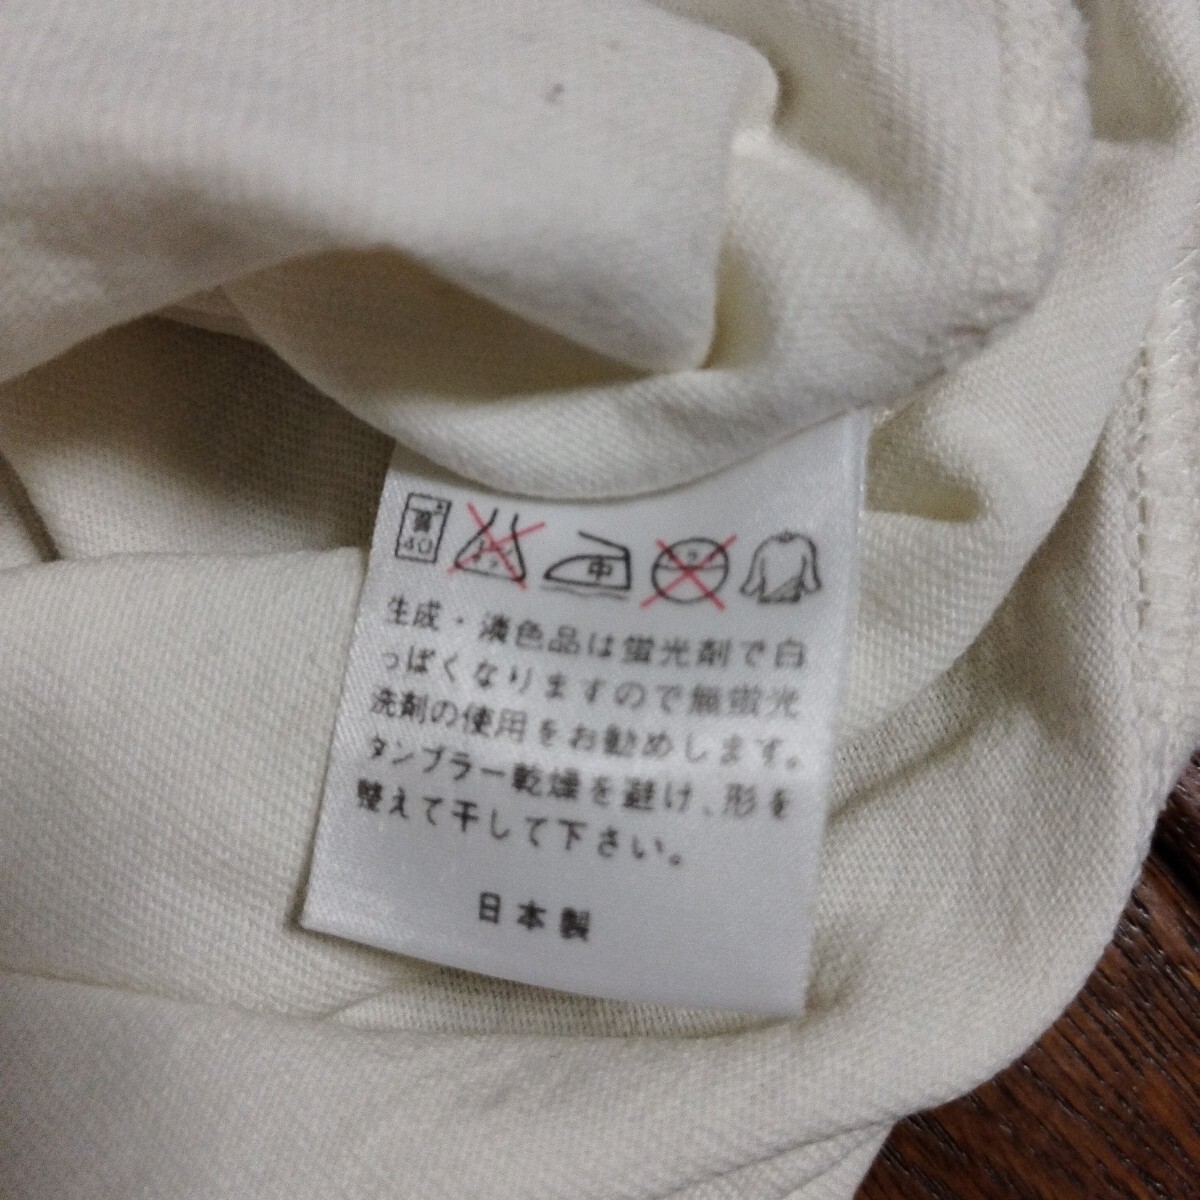 40
中
生成・淡色品は蛍光剤で白
っぽくなりますので無蛍光
洗剤の使用をお勧めします。
タンブラー乾燥を避け、形を
整えて干して下さい。
日本製